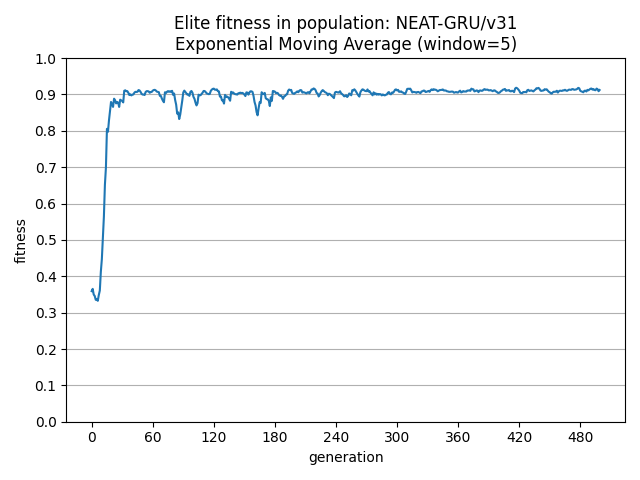 Elite fitness in population: NEAT-GRU/v31
Exponential Moving Average (window=5)
fitness
1.0
0.9
0.8
0.7
0.6
0.5
0.4
0.3
0.2
0.1
0.0
0 60 120 180 240 300 360 420 480
generation